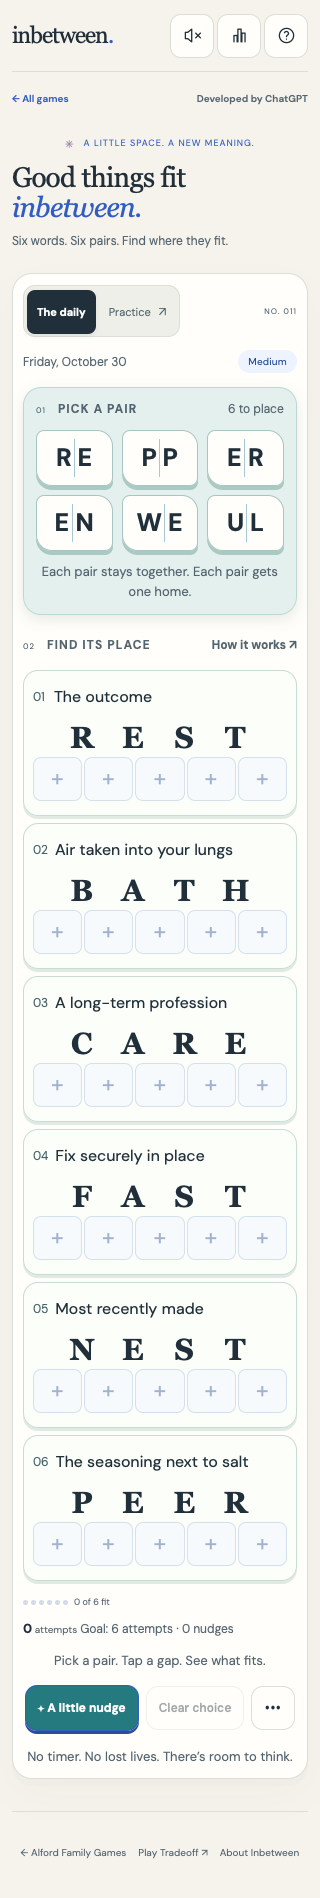 inbetween.
← All games
Developed by ChatGPT
A LITTLE SPACE. A NEW MEANING.
Good things fit
inbetween.
Six words. Six pairs. Find where they fit.
The daily
Practice ↗
NO. 011
Friday, October 30
Medium
01 PICK A PAIR
6 to place
RE
PP
ER
EN
WE
UL
Each pair stays together. Each pair gets
one home.
02 FIND ITS PLACE
How it works ↗
01 The outcome
R E S T
+ + + + +
02 Air taken into your lungs
B A T H
+ + + + +
03 A long-term profession
C A R E
+ + + + +
04 Fix securely in place
F A S T
+ + + + +
05 Most recently made
N E S T
+ + + + +
06 The seasoning next to salt
P E E R
+ + + + +
0 of 6 fit
0 attempts Goal: 6 attempts · 0 nudges
Pick a pair. Tap a gap. See what fits.
+ A little nudge
Clear choice
•••
No timer. No lost lives. There's room to think.
← Alford Family Games
Play Tradeoff ↗
About Inbetween